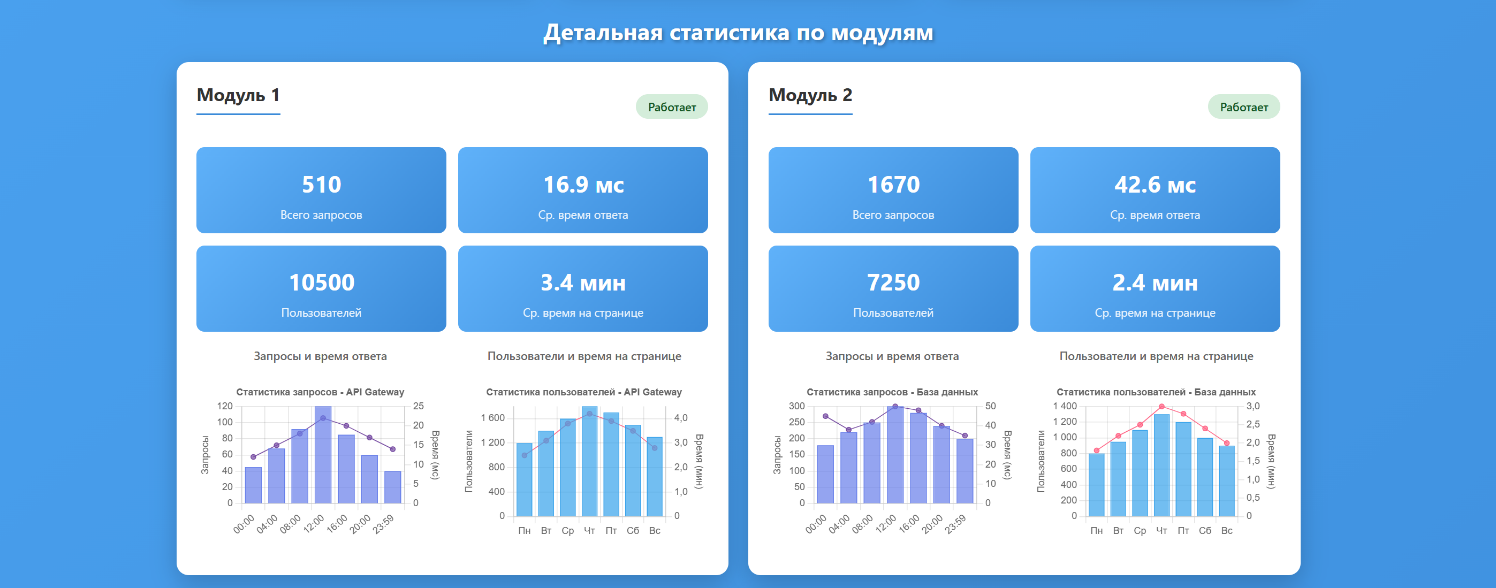 Детальная статистика по модулям
Модуль 1
Работает
510
Всего запросов
16.9 мс
Ср. время ответа
10500
Пользователей
3.4 мин
Ср. время на странице
Запросы и время ответа
Статистика запросов - API Gateway
Запросы
120
100
80
60
40
20
0
25
20
15
10
5
0
Время (мс)
00:00
04:00
08:00
12:00
16:00
20:00
23:59
Пользователи и время на странице
Статистика пользователей - API Gateway
Пользователи
1 600
1 200
800
400
0
4,0
3,0
2,0
1,0
0
Время (мин)
Пн
Вт
Ср
Чт
Пт
Сб
Вс
Модуль 2
Работает
1670
Всего запросов
42.6 мс
Ср. время ответа
7250
Пользователей
2.4 мин
Ср. время на странице
Запросы и время ответа
Статистика запросов - База данных
Запросы
300
250
200
150
100
50
0
50
40
30
20
10
0
Время (мс)
00:00
04:00
08:00
12:00
16:00
20:00
23:59
Пользователи и время на странице
Статистика пользователей - База данных
Пользователи
1 400
1 200
1 000
800
600
400
200
0
3,0
2,5
2,0
1,5
1,0
0,5
0
Время (мин)
Пн
Вт
Ср
Чт
Пт
Сб
Вс